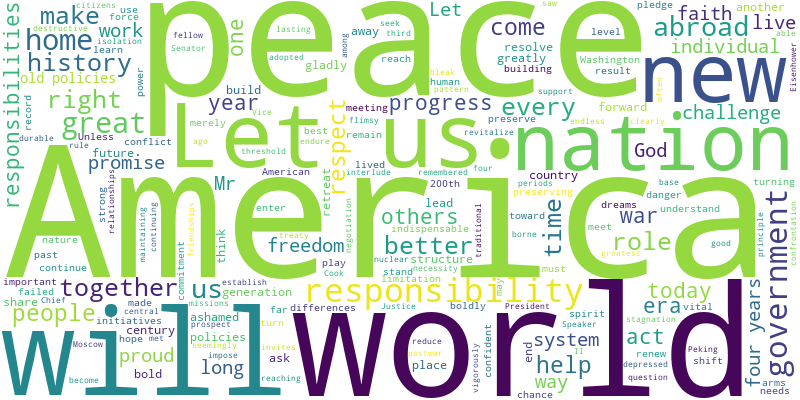 peace
America
world
will
new
nation
Let us
responsibility
government
great
home
history
make
work
right
responsibilities
year
one
Let
come
faith
abroad
live
individual
challenge
progress
every
respect
God
war
role
time
others
better
freedom
Mr
us
together
people
era
today
act
system
help
way
four years
long
proud
promise
old policies
citizens
use
force
destructive
isolation
learn
Senator
fellow
lasting
adopted
among
seek
third
away
gladly
reach
human
break
pattern
saw
resolve
greatly
building
level
Washington
result
support
pledge
another
able
Eisenhower
often
clearly
endless
forward
preserve
revitalize
power
build
record
durable
rule
Unless
conflict
future
merely
ago
Vice
threshold
best
endure
meeting
flimsy
remain
lived
interlude
remembered
four
periods
preserving
country
dreams
base
danger
understand
turning
principle
confrontation
meet
good
greatest
toward
borne
must
necessity
indispensable
traditional
lead
200th
structure
play
Cook
nuclear
stand
limitation
negotiation
retreat
American
enter
think
treaty
friendships
commitment
generation
establish
missions
continuing
maintaining
relationships
strong
nature
past
continue
important
failed
share
Chief
made
central
initiatives
century
hope
met
bold
Moscow
become
ashamed
policies
prospect
impose
seemingly
far
turn
invites
ask
reaching
differences
postwar
reduce
place
Justice
may
President
boldly
vigorously
confident
spirit
Speaker
II
end
chance
stagnation
renew
depressed
question
vital
Peking
shift
arms
needs